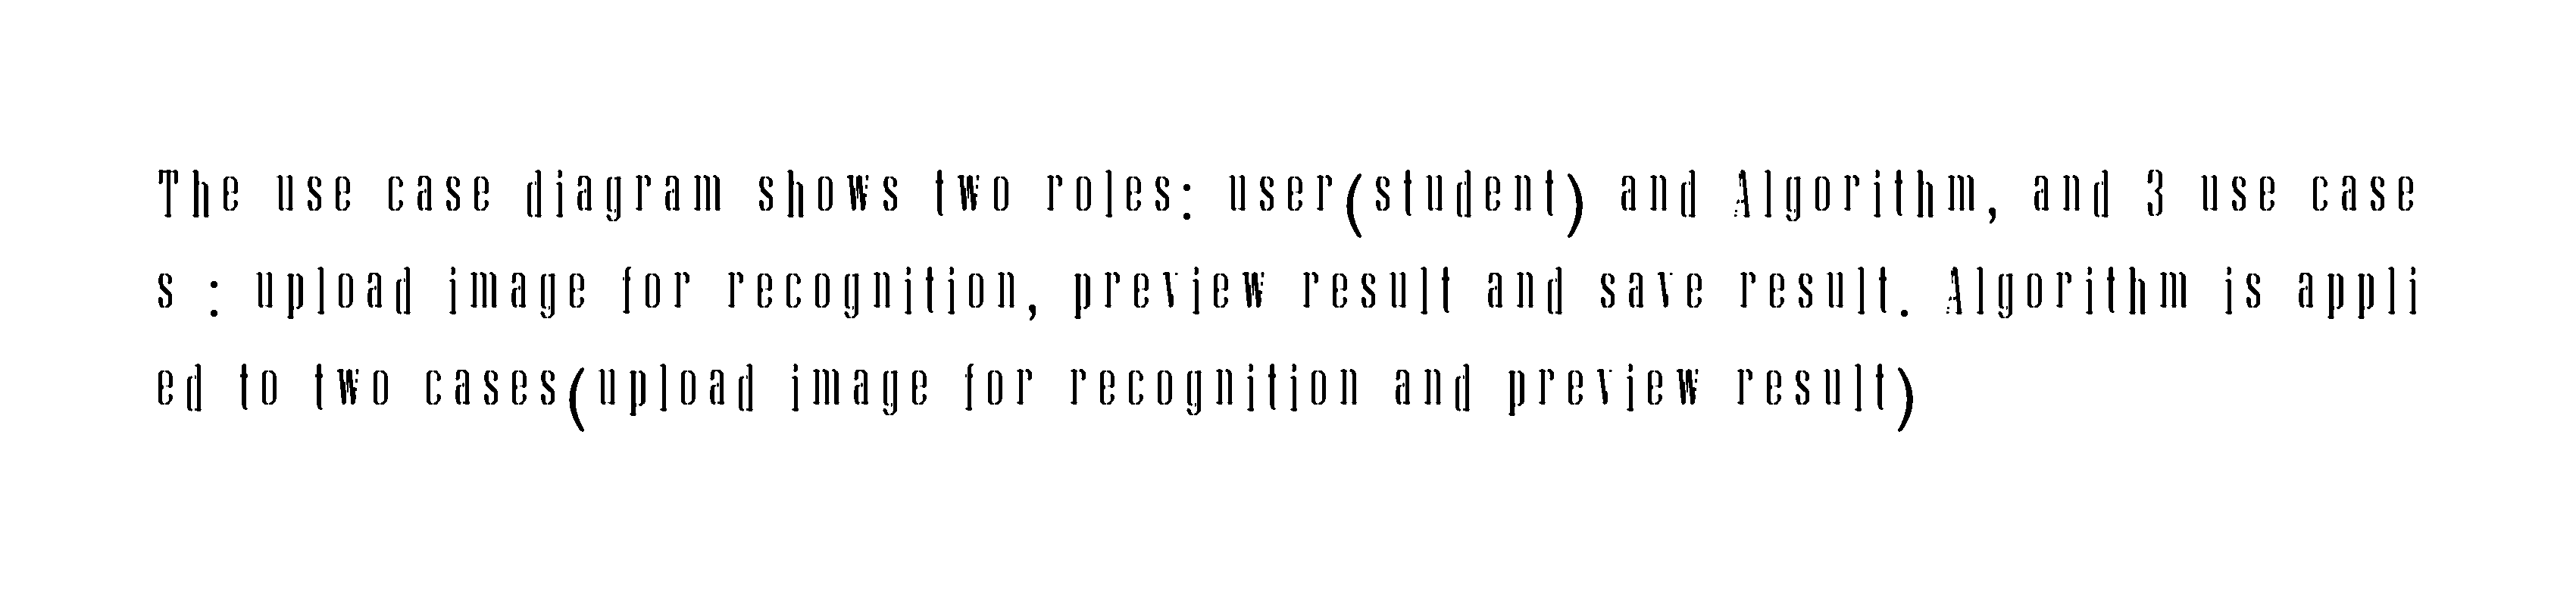 The use case diagram shows two roles: user(student) and Algorithm, and 3 use case
s : upload image for recognition, preview result and save result. Algorithm is appli
ed to two cases(upload image for recognition and preview result)